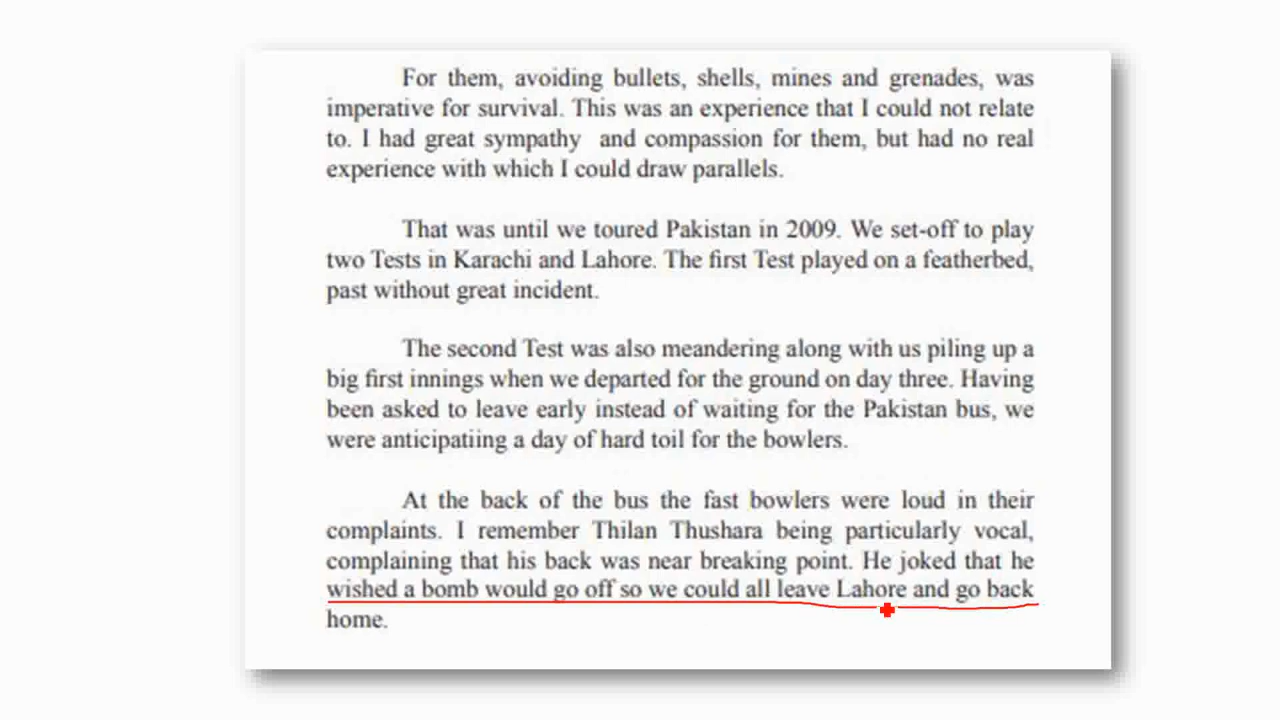 For them, avoiding bullets, shells, mines and grenades, was
imperative for survival. This was an experience that I could not relate
to. I had great sympathy and compassion for them, but had no real
experience with which I could draw parallels.
That was until we toured Pakistan in 2009. We set-off to play
two Tests in Karachi and Lahore. The first Test played on a featherbed,
past without great incident.
The second Test was also meandering along with us piling up a
big first innings when we departed for the ground on day three. Having
been asked to leave early instead of waiting for the Pakistan bus, we
were anticipatiing a day of hard toil for the bowlers.
At the back of the bus the fast bowlers were loud in their
complaints. I remember Thilan Thushara being particularly vocal,
complaining that his back was near breaking point. He joked that he
wished a bomb would go off so we could all leave Lahore and go back
home.